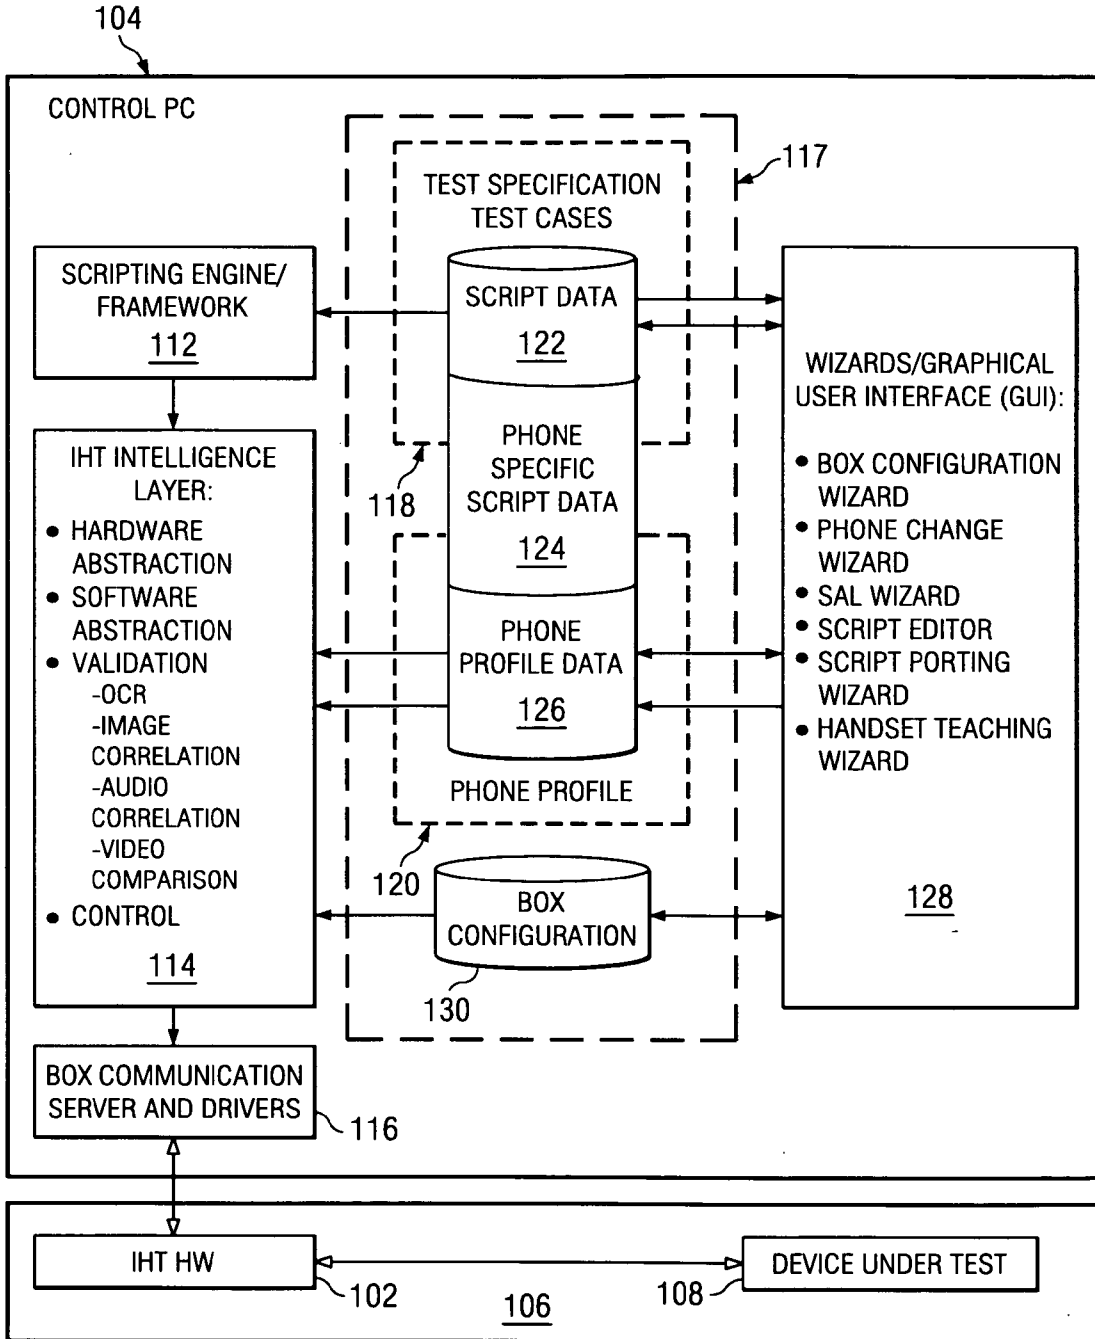 104
CONTROL PC
117
TEST SPECIFICATION
TEST CASES
SCRIPTING ENGINE/
FRAMEWORK
112
SCRIPT DATA
122
WIZARDS/GRAPHICAL
USER INTERFACE (GUI):
• BOX CONFIGURATION
WIZARD
• PHONE CHANGE
WIZARD
• SAL WIZARD
• SCRIPT EDITOR
• SCRIPT PORTING
WIZARD
• HANDSET TEACHING
WIZARD
128
PHONE
SPECIFIC
SCRIPT DATA
124
118
IHT INTELLIGENCE
LAYER:
• HARDWARE
ABSTRACTION
• SOFTWARE
ABSTRACTION
• VALIDATION
-OCR
-IMAGE
CORRELATION
-AUDIO
CORRELATION
-VIDEO
COMPARISON
• CONTROL
114
PHONE
PROFILE DATA
126
PHONE PROFILE
120
BOX
CONFIGURATION
130
BOX COMMUNICATION
SERVER AND DRIVERS
116
IHT HW
102
DEVICE UNDER TEST
108
106